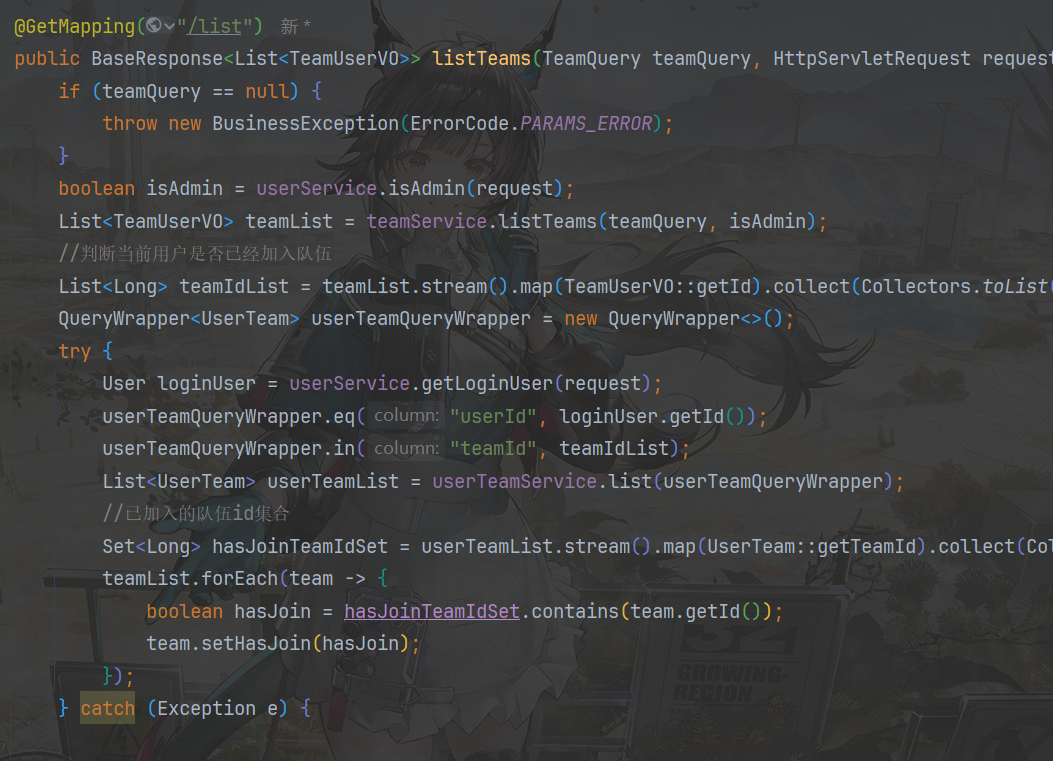 @GetMapping("/list") 新 *
public BaseResponse<List<TeamUserVO>> listTeams(TeamQuery teamQuery, HttpServletRequest request
if (teamQuery == null) {
throw new BusinessException(ErrorCode.PARAMS_ERROR);
}
boolean isAdmin = userService.isAdmin(request);
List<TeamUserVO> teamList = teamService.listTeams(teamQuery, isAdmin);
//判断当前用户是否已经加入队伍
List<Long> teamIdList = teamList.stream().map(TeamUserVO::getId).collect(Collectors.toList(
QueryWrapper<UserTeam> userTeamQueryWrapper = new QueryWrapper<>();
try {
User loginUser = userService.getLoginUser(request);
userTeamQueryWrapper.eq( column: "userId", loginUser.getId());
userTeamQueryWrapper.in( column: "teamId", teamIdList);
List<UserTeam> userTeamList = userTeamService.list(userTeamQueryWrapper);
//已加入的队伍id集合
Set<Long> hasJoinTeamIdSet = userTeamList.stream().map(UserTeam::getTeamId).collect(Col
teamList.forEach(team -> {
boolean hasJoin = hasJoinTeamIdSet.contains(team.getId());
team.setHasJoin(hasJoin);
});
} catch (Exception e) {
321
GROWING-
REGION